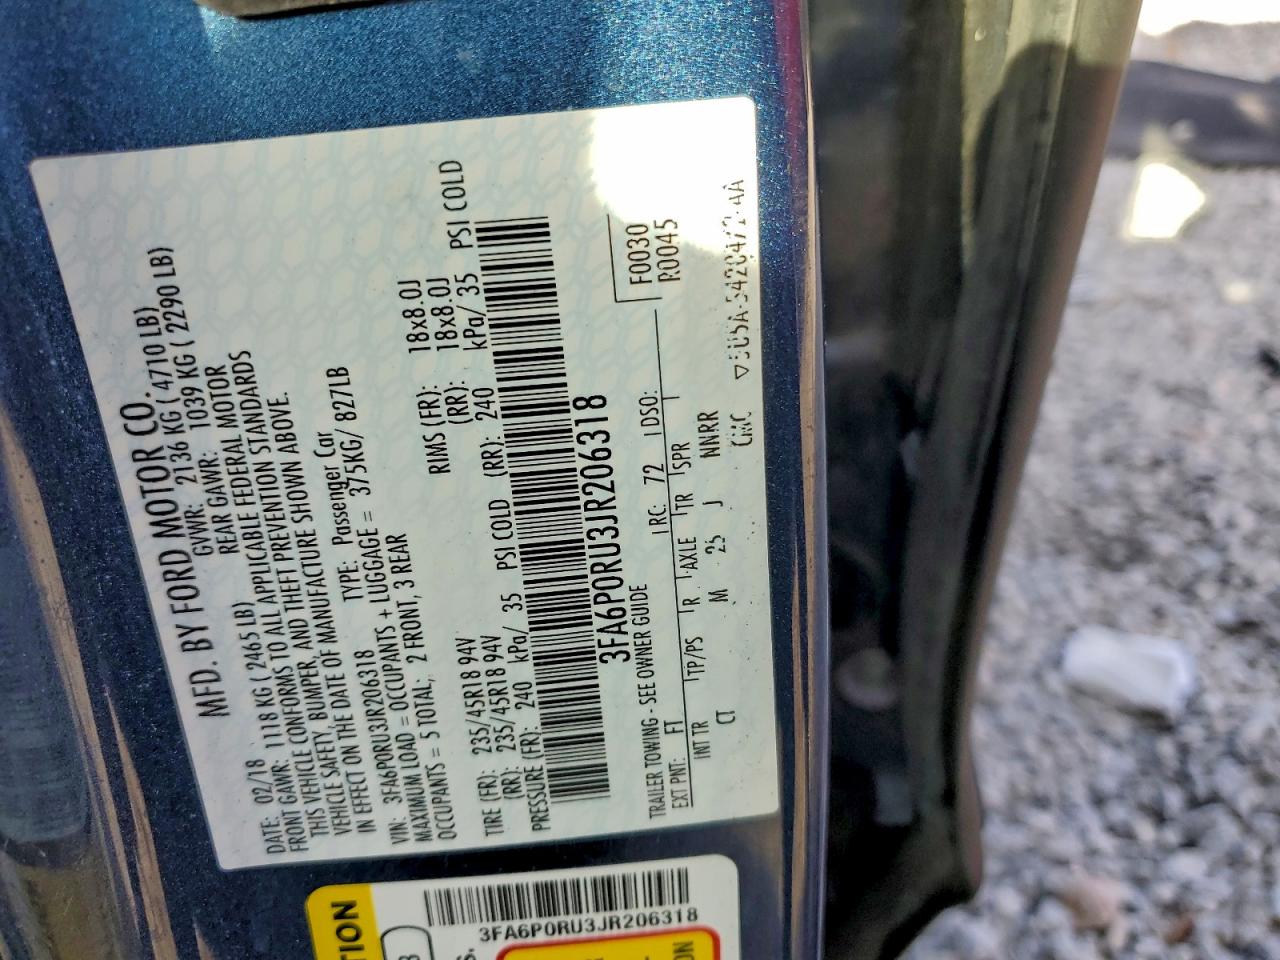 MFD. BY FORD MOTOR CO.
DATE: 02/18 GVWR: 2136 KG ( 4710 LB)
FRONT GAWR: 1118 KG ( 2465 LB) REAR GAWR: 1039 KG ( 2290 LB)
THIS VEHICLE CONFORMS TO ALL APPLICABLE FEDERAL MOTOR
VEHICLE SAFETY, BUMPER, AND THEFT PREVENTION STANDARDS
IN EFFECT ON THE DATE OF MANUFACTURE SHOWN ABOVE.
VIN: 3FA6P0RU3JR206318 TYPE: Passenger Car
MAXIMUM LOAD = OCCUPANTS + LUGGAGE = 375KG/ 827LB
OCCUPANTS = 5 TOTAL, 2 FRONT, 3 REAR
TIRE (FR): 235/45R18 94V RIMS (FR): 18x8.0J
(RR): 235/45R18 94V (RR): 18x8.0J
PRESSURE (FR): 240 kPa/ 35 PSI COLD (RR): 240 kPa/ 35 PSI COLD
3FA6P0RU3JR206318
F0030
R0045
TRAILER TOWING - SEE OWNER GUIDE RC: 72 DSO:
EXT PNT: FT TP/PS R AXLE TR SPR
INT TR CT M 25 J NNRR
3FA6P0RU3JR206318